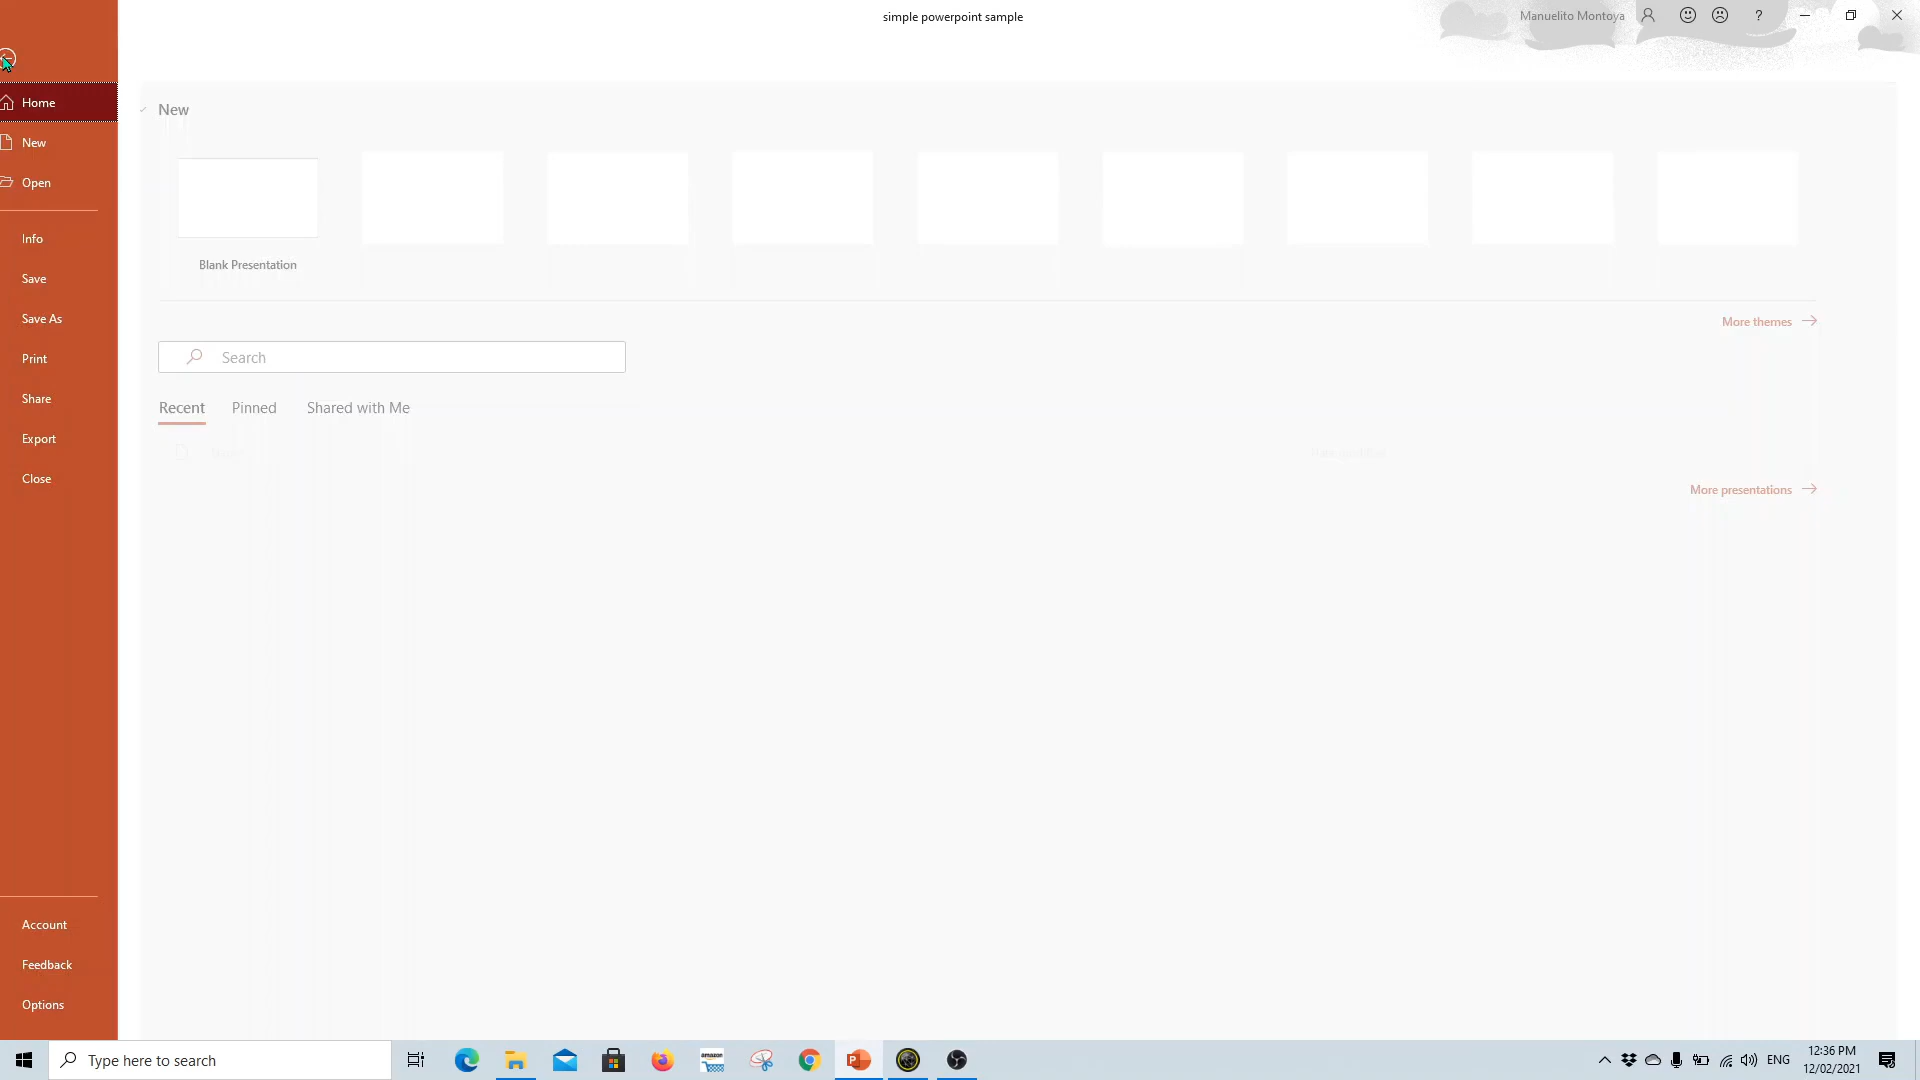 simple powerpoint sample
Manuelito Montoya
?
Home
New
Open
Info
Save
Save As
Print
Share
Export
Close
Account
Feedback
Options
New
Blank Presentation
More themes
Search
Recent Pinned Shared with Me
More presentations
Type here to search
amazon
ENG
12:36 PM
12/02/2021